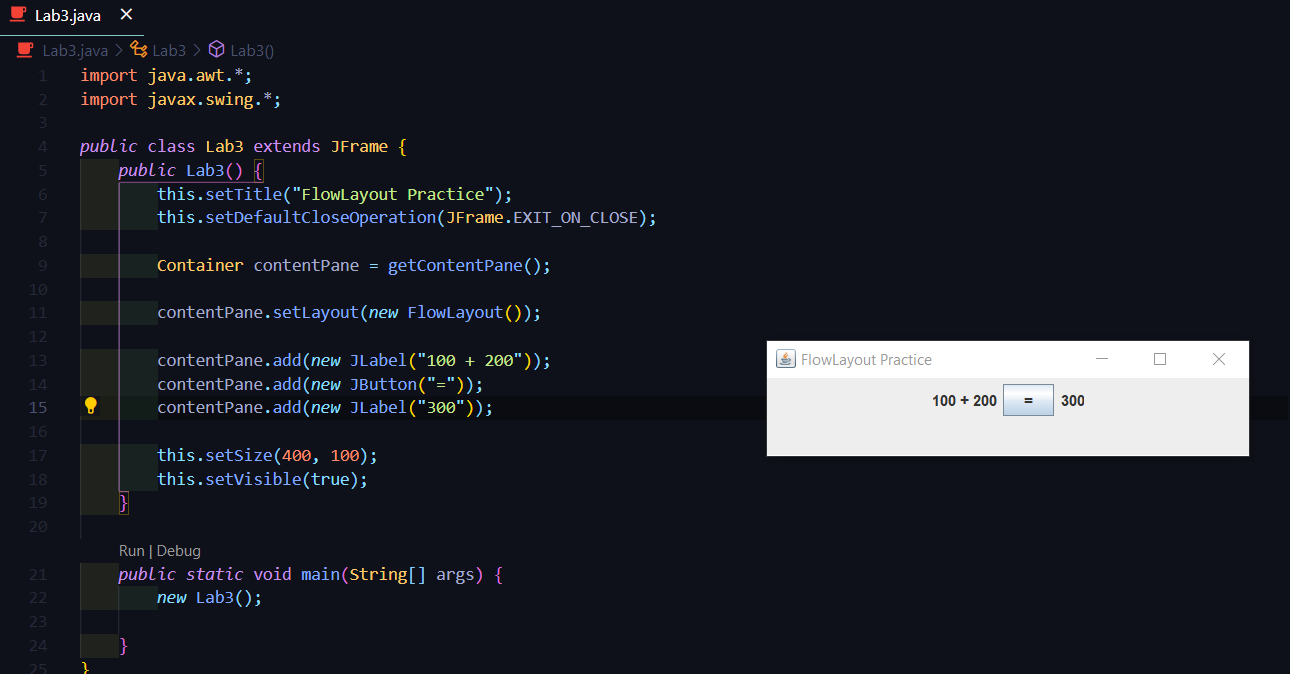 Lab3.java
Lab3.java > Lab3 > Lab3()
1 import java.awt.*;
2 import javax.swing.*;
3
4 public class Lab3 extends JFrame {
5     public Lab3() {
6         this.setTitle("FlowLayout Practice");
7         this.setDefaultCloseOperation(JFrame.EXIT_ON_CLOSE);
8
9         Container contentPane = getContentPane();
10
11         contentPane.setLayout(new FlowLayout());
12
13         contentPane.add(new JLabel("100 + 200"));
14         contentPane.add(new JButton("="));
15         contentPane.add(new JLabel("300"));
16
17         this.setSize(400, 100);
18         this.setVisible(true);
19     }
20
Run | Debug
21     public static void main(String[] args) {
22         new Lab3();
23
24     }
25 }
FlowLayout Practice
100 + 200 = 300